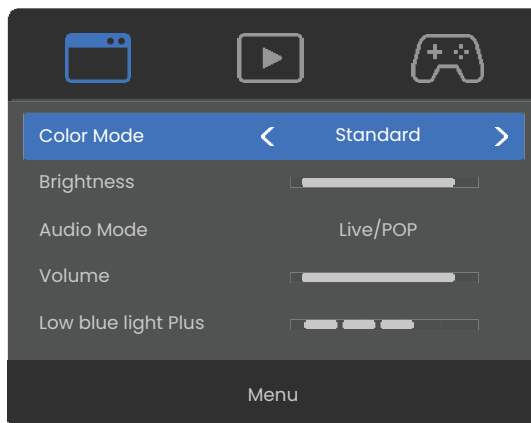 Color Mode Standard
Brightness
Audio Mode Live/POP
Volume
Low blue light Plus
Menu